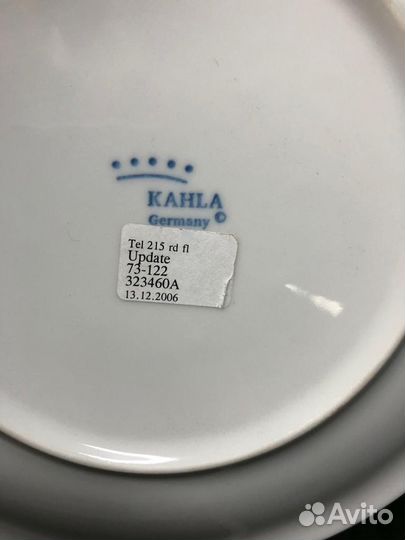 KAHLA ©
Germany
Tel 215 rd fl
Update
73-122
323460A
13.12.2006
Avito